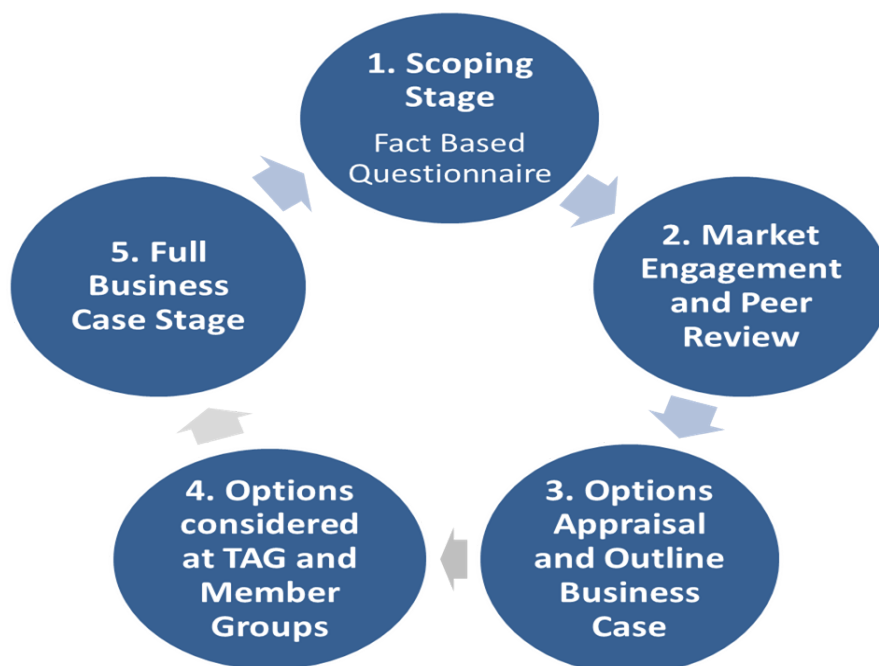 1. Scoping
Stage
Fact Based
Questionnaire
2. Market
Engagement
and Peer
Review
3. Options
Appraisal
and Outline
Business
Case
4. Options
considered
at TAG and
Member
Groups
5. Full
Business
Case Stage